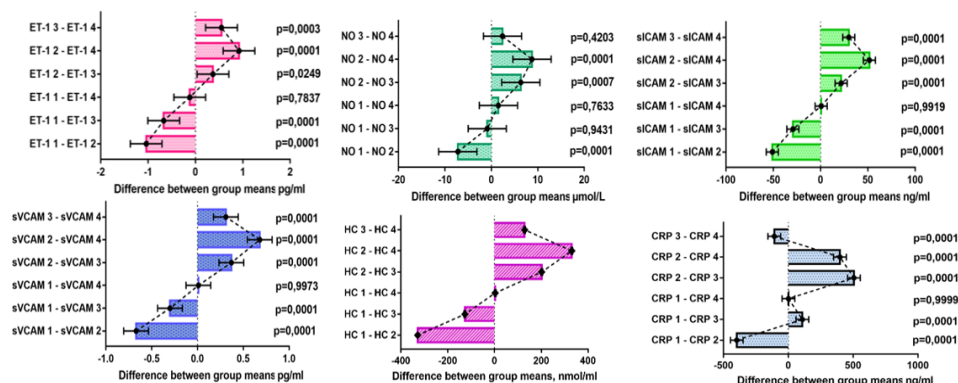 ET-1 3 - ET-1 4
p=0,0003
ET-1 2 - ET-1 4
p=0,0001
ET-1 2 - ET-1 3
p=0,0249
ET-1 1 - ET-1 4
p=0,7837
ET-1 1 - ET-1 3
p=0,0001
ET-1 1 - ET-1 2
p=0,0001
-2 -1 0 1 2
Difference between group means pg/ml
NO 3 - NO 4
p=0,4203
NO 2 - NO 4
p=0,0001
NO 2 - NO 3
p=0,0007
NO 1 - NO 4
p=0,7633
NO 1 - NO 3
p=0,9431
NO 1 - NO 2
p=0,0001
-20 -10 0 10 20
Difference between group means µmol/L
sICAM 3 - sICAM 4
p=0,0001
sICAM 2 - sICAM 4
p=0,0001
sICAM 2 - sICAM 3
p=0,0001
sICAM 1 - sICAM 4
p=0,9919
sICAM 1 - sICAM 3
p=0,0001
sICAM 1 - sICAM 2
p=0,0001
-100 -50 0 50 100
Difference between group means ng/ml
sVCAM 3 - sVCAM 4
p=0,0001
sVCAM 2 - sVCAM 4
p=0,0001
sVCAM 2 - sVCAM 3
p=0,0001
sVCAM 1 - sVCAM 4
p=0,9973
sVCAM 1 - sVCAM 3
p=0,0001
sVCAM 1 - sVCAM 2
p=0,0001
-1.0 -0.5 0.0 0.5 1.0
Difference between group means pg/ml
HC 3 - HC 4
HC 2 - HC 4
HC 2 - HC 3
HC 1 - HC 4
HC 1 - HC 3
HC 1 - HC 2
-400 -200 0 200 400
Difference between group means, nmol/ml
CRP 3 - CRP 4
p=0,0001
CRP 2 - CRP 4
p=0,0001
CRP 2 - CRP 3
p=0,0001
CRP 1 - CRP 4
p=0,9999
CRP 1 - CRP 3
p=0,0001
CRP 1 - CRP 2
p=0,0001
-500 0 500 1000
Difference between group means ng/ml